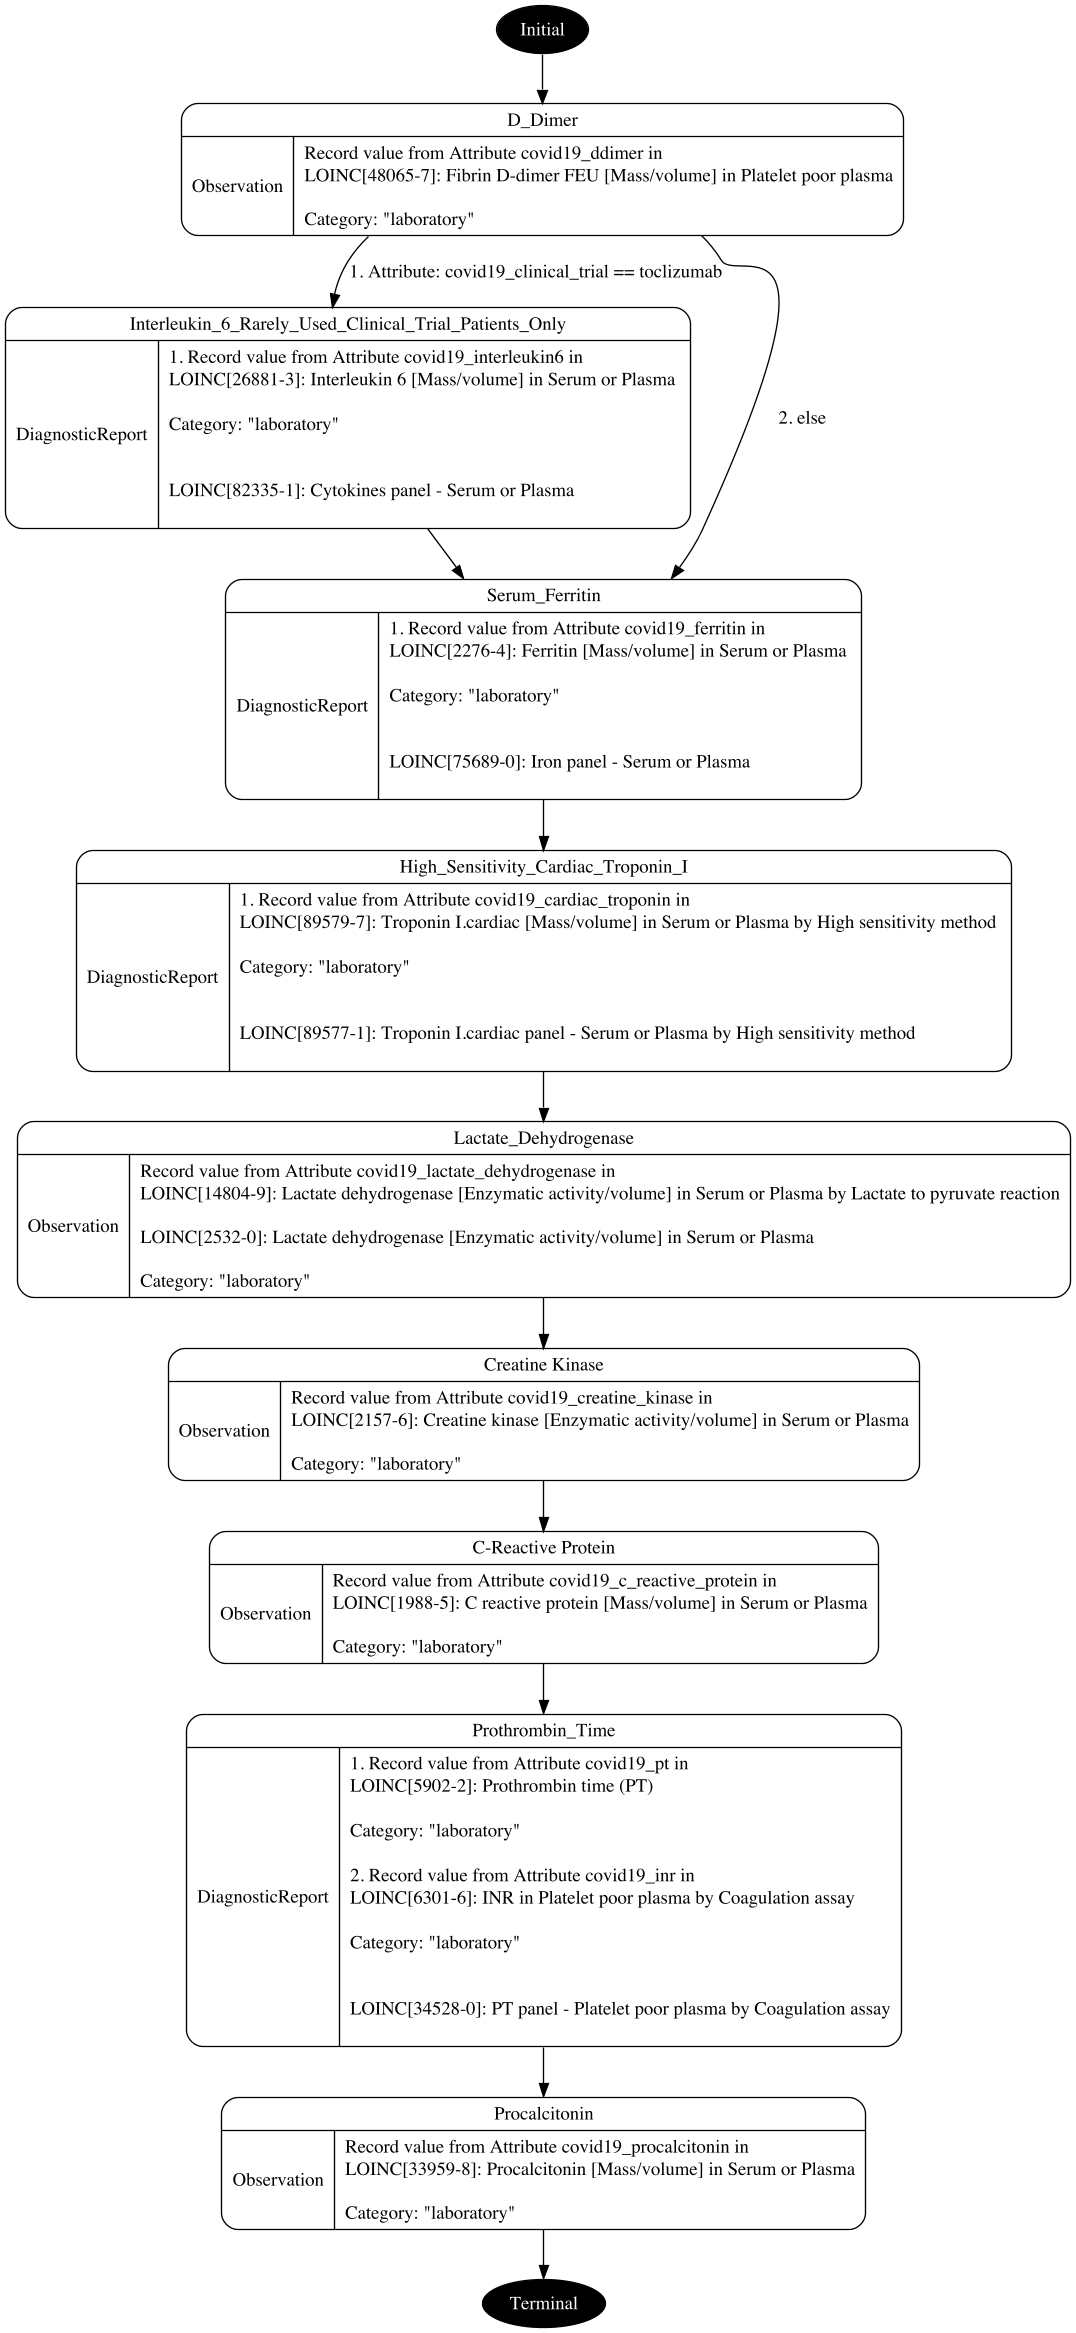 Initial
D_Dimer
Observation
Record value from Attribute covid19_ddimer in
LOINC[48065-7]: Fibrin D-dimer FEU [Mass/volume] in Platelet poor plasma
Category: "laboratory"
1. Attribute: covid19_clinical_trial == toclizumab
Interleukin_6_Rarely_Used_Clinical_Trial_Patients_Only
DiagnosticReport
1. Record value from Attribute covid19_interleukin6 in
LOINC[26881-3]: Interleukin 6 [Mass/volume] in Serum or Plasma
Category: "laboratory"
LOINC[82335-1]: Cytokines panel - Serum or Plasma
2. else
Serum_Ferritin
DiagnosticReport
1. Record value from Attribute covid19_ferritin in
LOINC[2276-4]: Ferritin [Mass/volume] in Serum or Plasma
Category: "laboratory"
LOINC[75689-0]: Iron panel - Serum or Plasma
High_Sensitivity_Cardiac_Troponin_I
DiagnosticReport
1. Record value from Attribute covid19_cardiac_troponin in
LOINC[89579-7]: Troponin I.cardiac [Mass/volume] in Serum or Plasma by High sensitivity method
Category: "laboratory"
LOINC[89577-1]: Troponin I.cardiac panel - Serum or Plasma by High sensitivity method
Lactate_Dehydrogenase
Observation
Record value from Attribute covid19_lactate_dehydrogenase in
LOINC[14804-9]: Lactate dehydrogenase [Enzymatic activity/volume] in Serum or Plasma by Lactate to pyruvate reaction
LOINC[2532-0]: Lactate dehydrogenase [Enzymatic activity/volume] in Serum or Plasma
Category: "laboratory"
Creatine Kinase
Observation
Record value from Attribute covid19_creatine_kinase in
LOINC[2157-6]: Creatine kinase [Enzymatic activity/volume] in Serum or Plasma
Category: "laboratory"
C-Reactive Protein
Observation
Record value from Attribute covid19_c_reactive_protein in
LOINC[1988-5]: C reactive protein [Mass/volume] in Serum or Plasma
Category: "laboratory"
Prothrombin_Time
DiagnosticReport
1. Record value from Attribute covid19_pt in
LOINC[5902-2]: Prothrombin time (PT)
Category: "laboratory"
2. Record value from Attribute covid19_inr in
LOINC[6301-6]: INR in Platelet poor plasma by Coagulation assay
Category: "laboratory"
LOINC[34528-0]: PT panel - Platelet poor plasma by Coagulation assay
Procalcitonin
Observation
Record value from Attribute covid19_procalcitonin in
LOINC[33959-8]: Procalcitonin [Mass/volume] in Serum or Plasma
Category: "laboratory"
Terminal